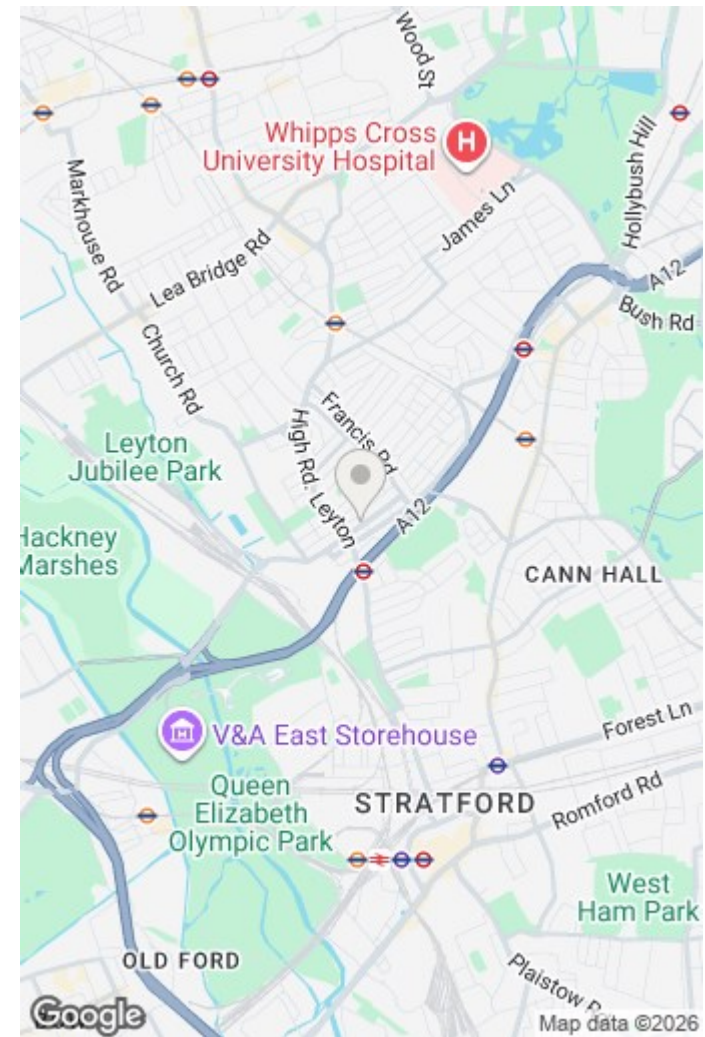 Wood St
Whipps Cross
University Hospital
H
Hollybush Hill
Markhouse Rd
James Ln
Lea Bridge Rd
A12
Bush Rd
Church Rd
Francis Rd
High Rd. Leyton
Leyton
Jubilee Park
A12
Hackney
Marshes
CANN HALL
V&A East Storehouse
Forest Ln
Queen
Elizabeth
Olympic Park
STRATFORD
Romford Rd
West
Ham Park
OLD FORD
Plaistow
Google
Map data ©2026